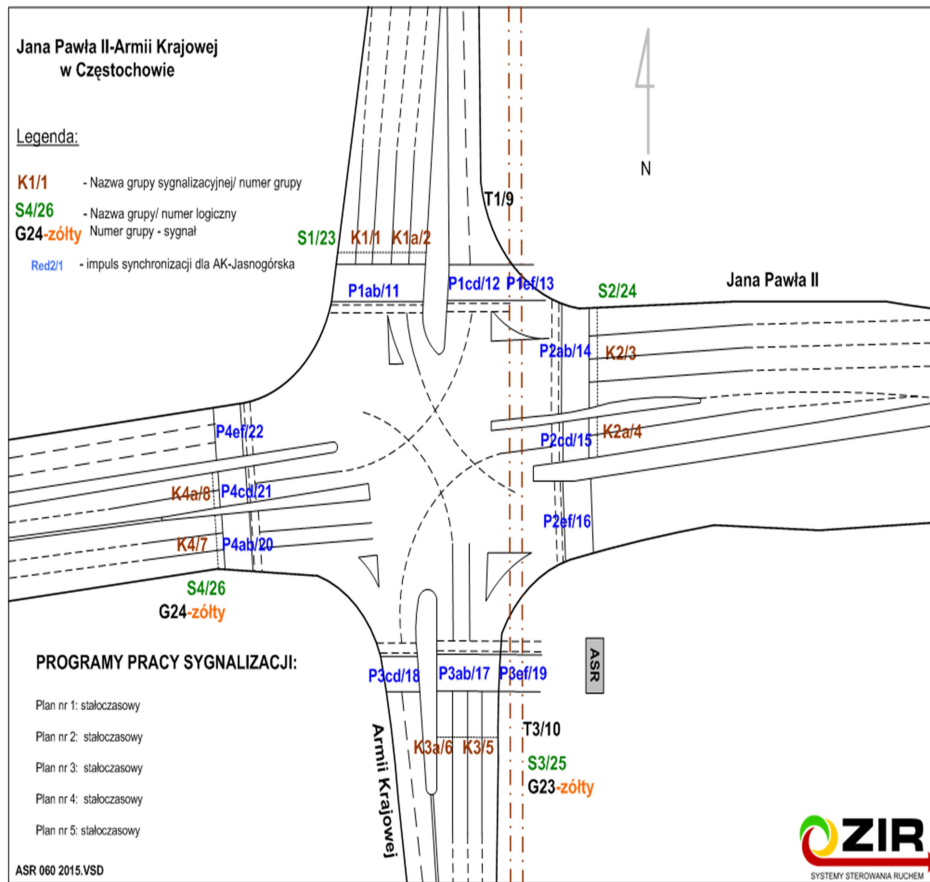 Jana Pawła II-Armii Krajowej
w Częstochowie
Legenda:
K1/1 - Nazwa grupy sygnalizacyjnej/ numer grupy
S4/26 - Nazwa grupy/ numer logiczny
G24-zółty Numer grupy - sygnał
Red2/1 - impuls synchronizacji dla AK-Jasnogórska
N
T1/9
S1/23 K1/1 K1a/2
P1ab/11 P1cd/12 P1ef/13
S2/24
Jana Pawła II
P2ab/14 K2/3
P4ef/22
P2cd/15 K2a/4
K4a/8 P4cd/21
P2ef/16
K4/7 P4ab/20
S4/26
G24-zółty
PROGRAMY PRACY SYGNALIZACJI:
P3cd/18 P3ab/17 P3ef/19
ASR
Plan nr 1: stałoczasowy
Plan nr 2: stałoczasowy
Plan nr 3: stałoczasowy
Plan nr 4: stałoczasowy
Plan nr 5: stałoczasowy
Armii Krajowej
K3a/6 K3/5
T3/10
S3/25
G23-zółty
ZIR
SYSTEMY STEROWANIA RUCHEM
ASR 060 2015.VSD